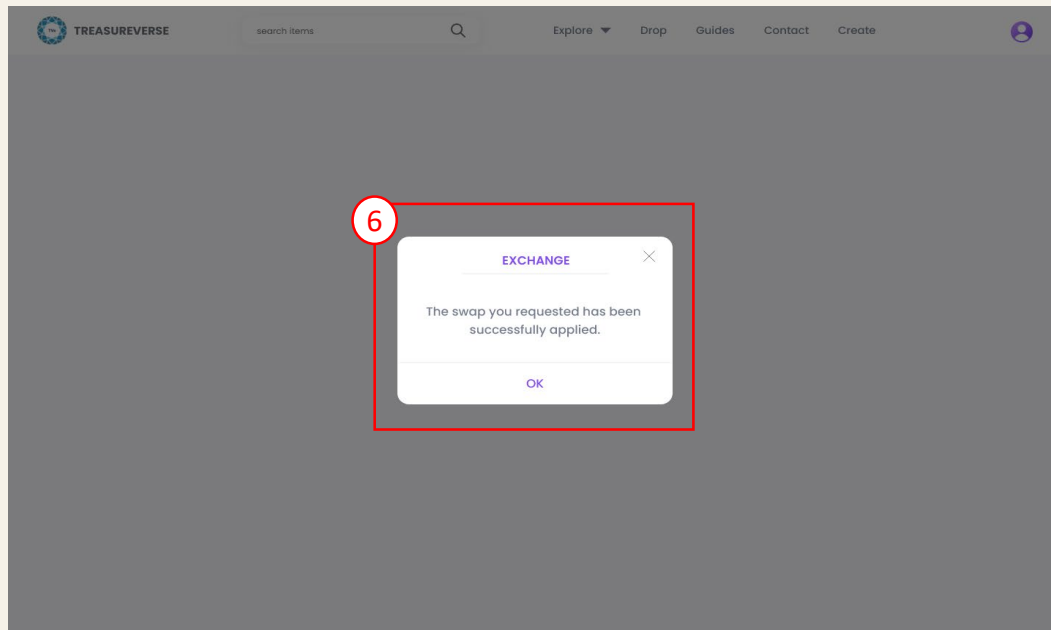 TREASUREVERSE
search items
Explore Drop Guides Contact Create
6
EXCHANGE
The swap you requested has been
successfully applied.
OK